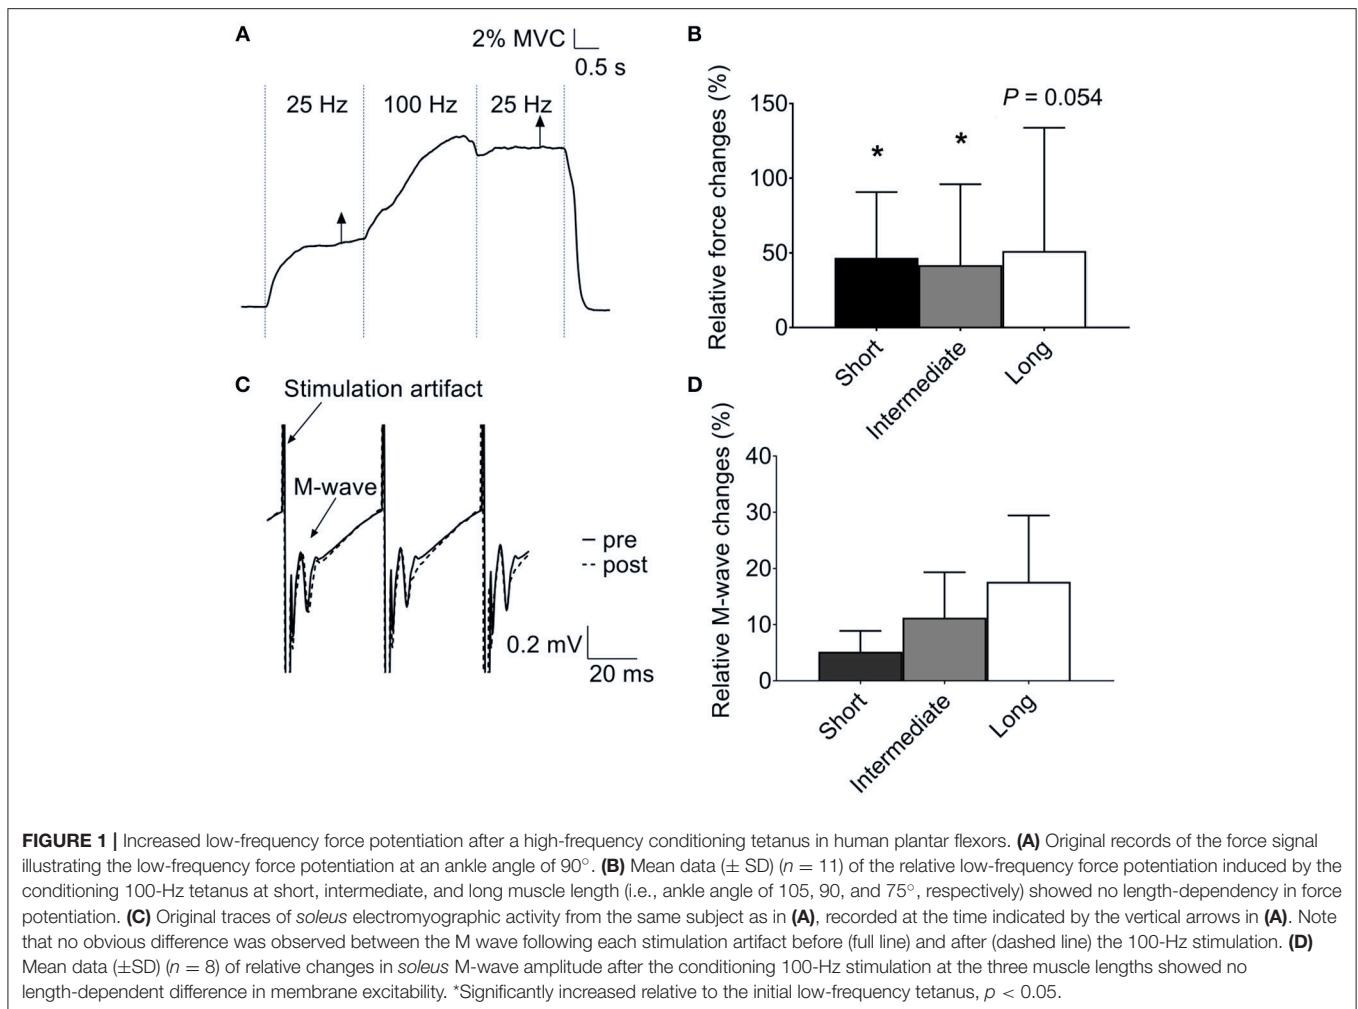 A
2% MVC
0.5 s
25 Hz
100 Hz
25 Hz
B
Relative force changes (%)
P = 0.054
150
100
50
0
*
*
Short
Intermediate
Long
C
Stimulation artifact
M-wave
pre
post
0.2 mV
20 ms
D
Relative M-wave changes (%)
40
30
20
10
0
Short
Intermediate
Long
FIGURE 1 | Increased low-frequency force potentiation after a high-frequency conditioning tetanus in human plantar flexors. (A) Original records of the force signal
illustrating the low-frequency force potentiation at an ankle angle of 90°. (B) Mean data (± SD) (n = 11) of the relative low-frequency force potentiation induced by the
conditioning 100-Hz tetanus at short, intermediate, and long muscle length (i.e., ankle angle of 105, 90, and 75°, respectively) showed no length-dependency in force
potentiation. (C) Original traces of soleus electromyographic activity from the same subject as in (A), recorded at the time indicated by the vertical arrows in (A). Note
that no obvious difference was observed between the M wave following each stimulation artifact before (full line) and after (dashed line) the 100-Hz stimulation. (D)
Mean data (±SD) (n = 8) of relative changes in soleus M-wave amplitude after the conditioning 100-Hz stimulation at the three muscle lengths showed no
length-dependent difference in membrane excitability. *Significantly increased relative to the initial low-frequency tetanus, p < 0.05.